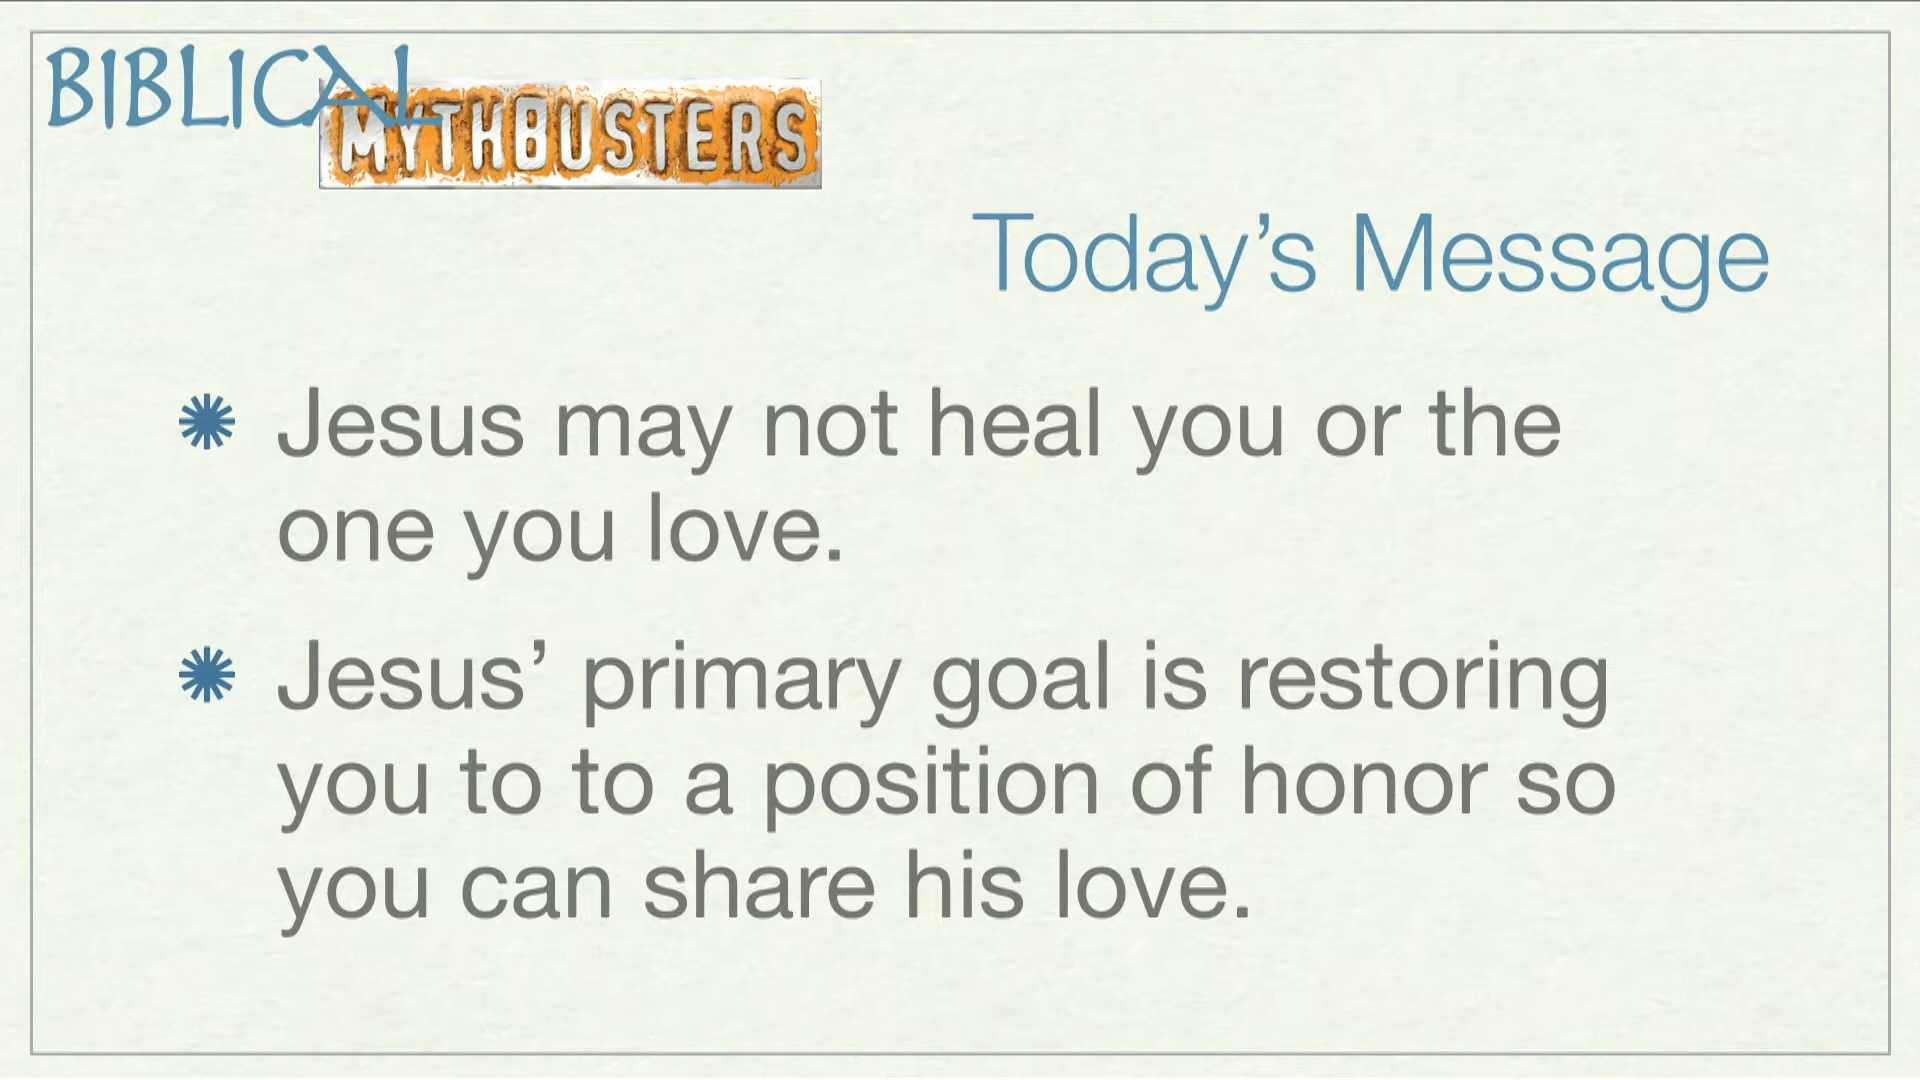 BIBLICAL
MYTHBUSTERS
Today’s Message
Jesus may not heal you or the
one you love.
Jesus’ primary goal is restoring
you to to a position of honor so
you can share his love.